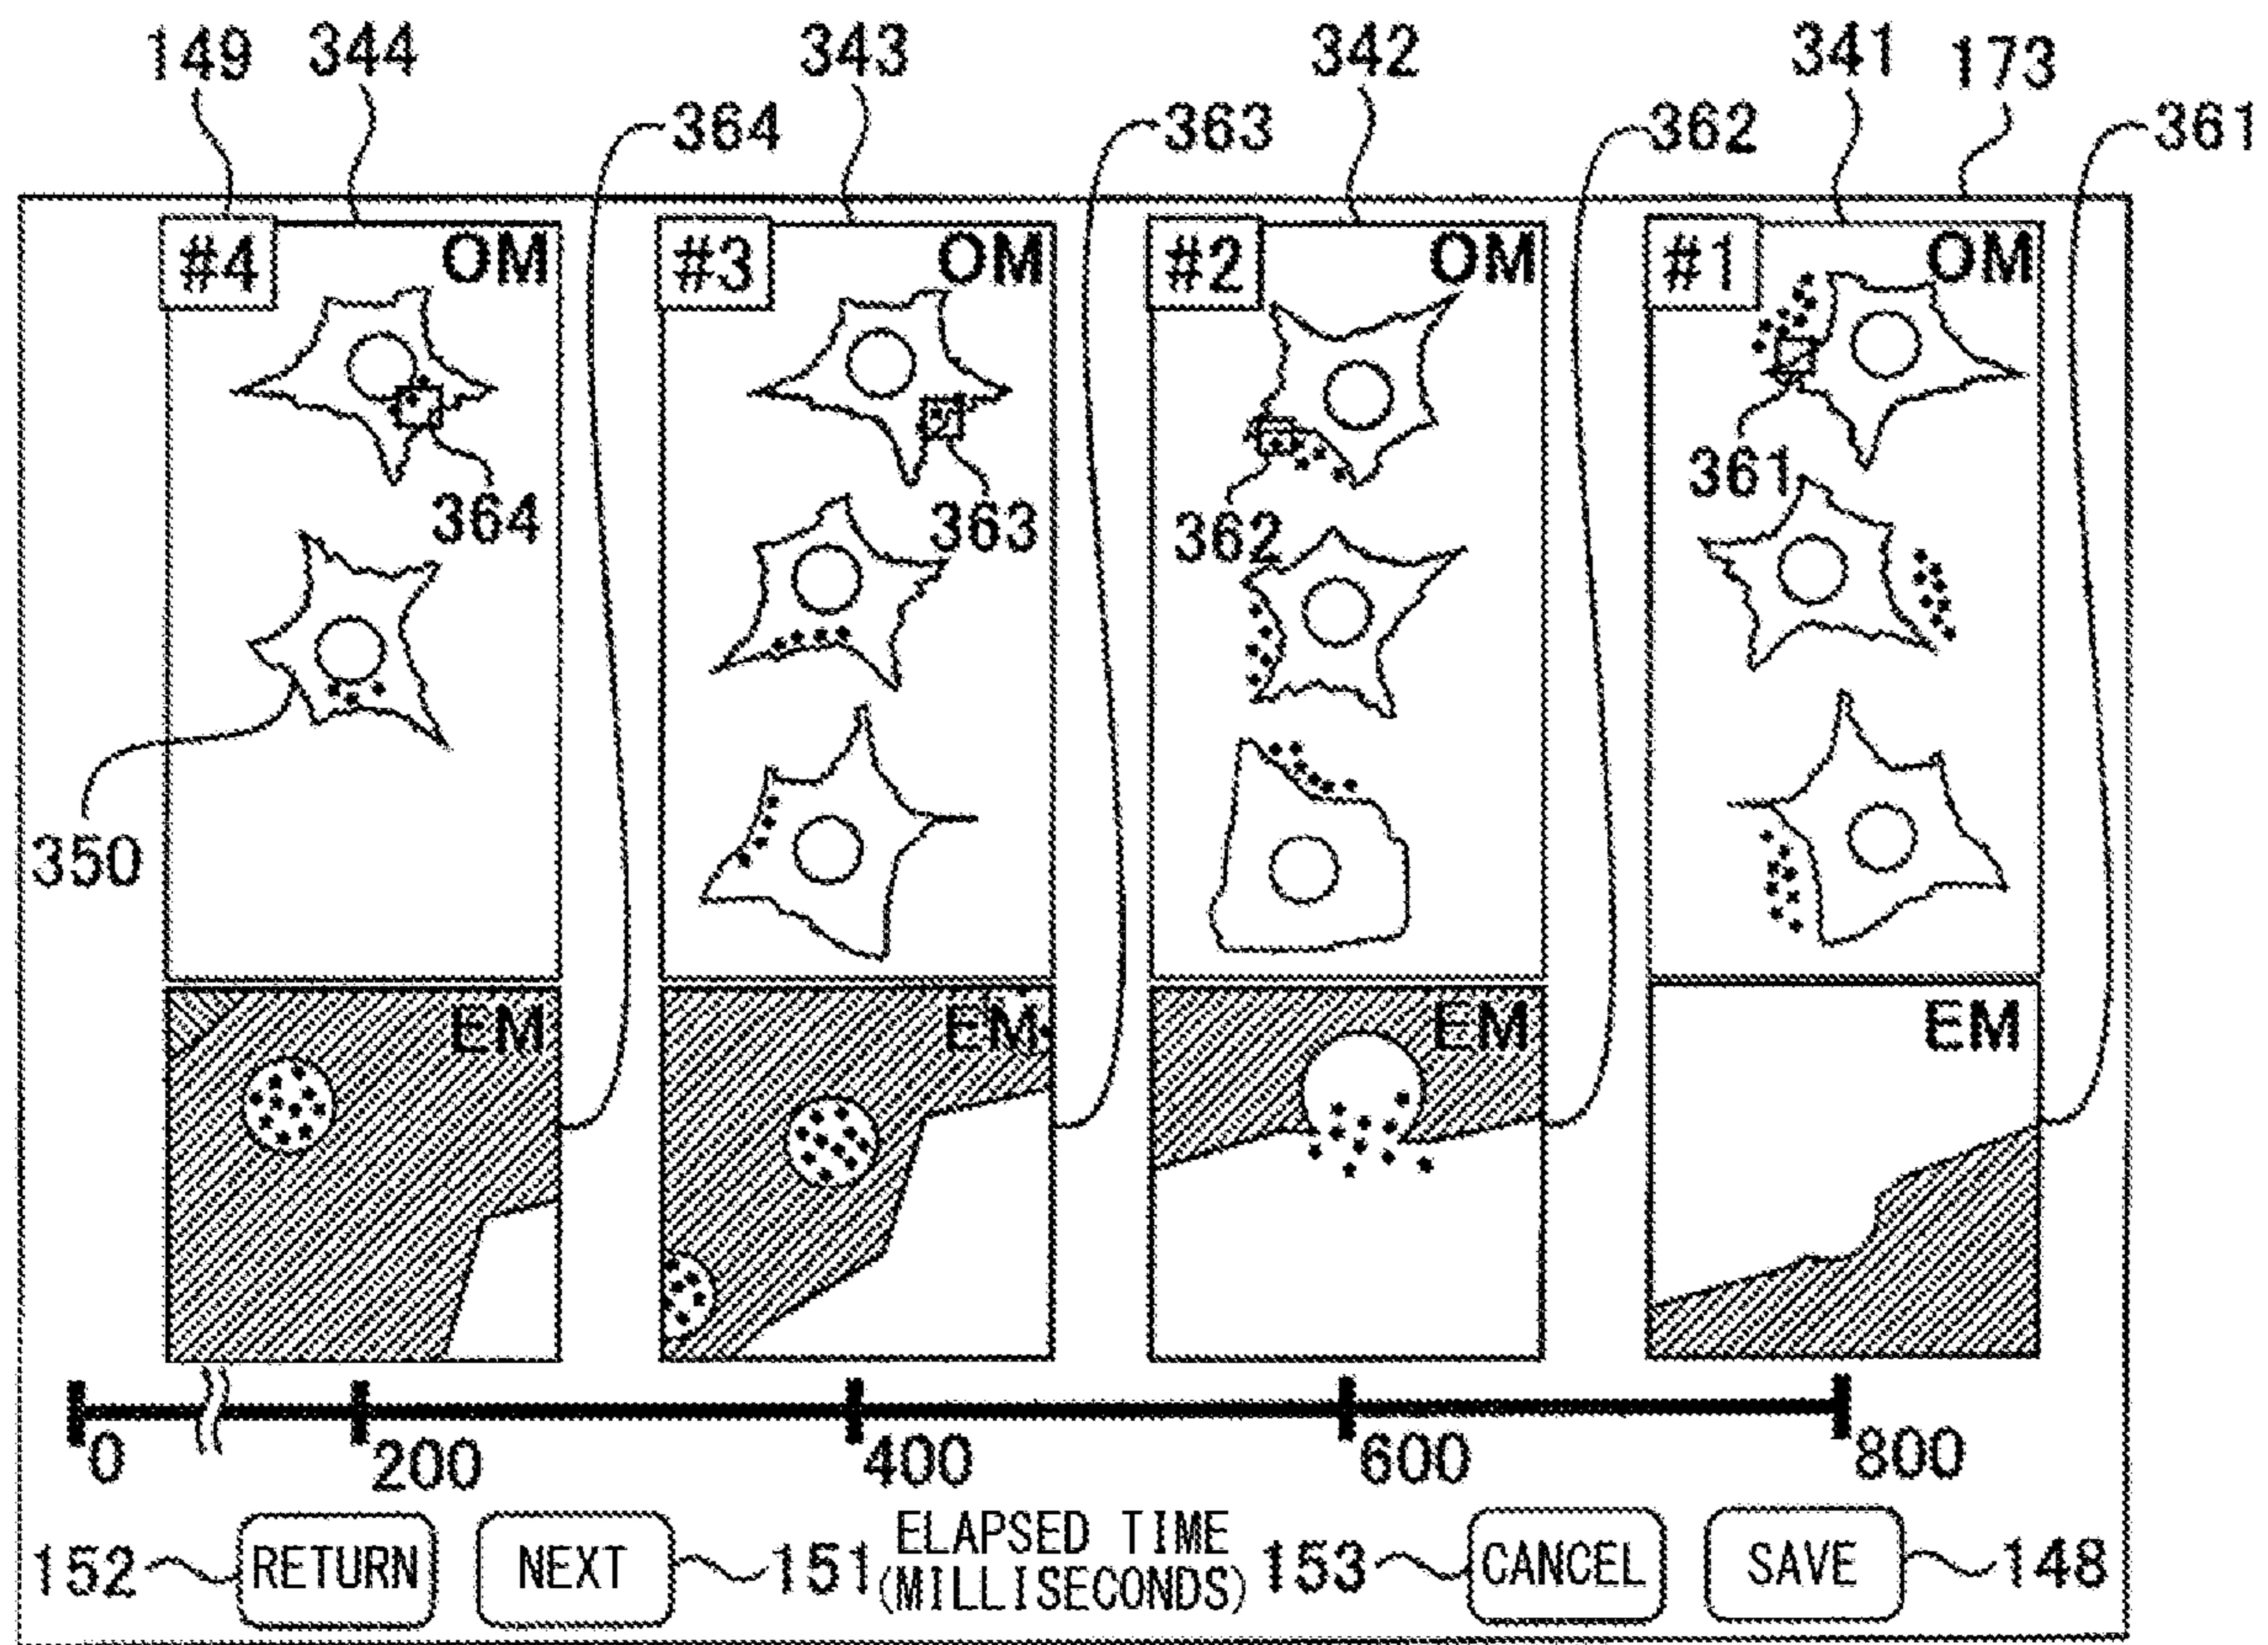 149 344 343 342 341 173
364 363 362 361
#4 OM #3 OM #2 OM #1 OM
364 363 362 361
350
EM EM EM EM
0 200 400 600 800
152 RETURN NEXT 151 ELAPSED TIME 153 CANCEL SAVE 148
(MILLISECONDS)